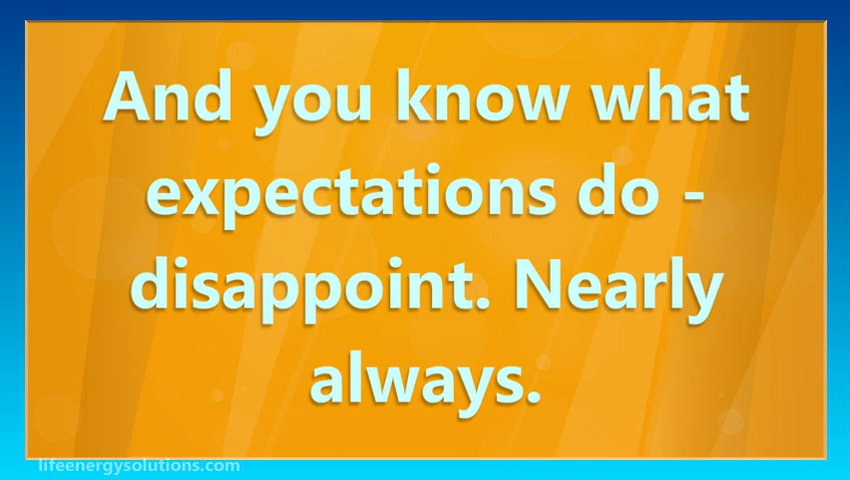 And you know what
expectations do -
disappoint. Nearly
always.
lifeenergysolutions.com